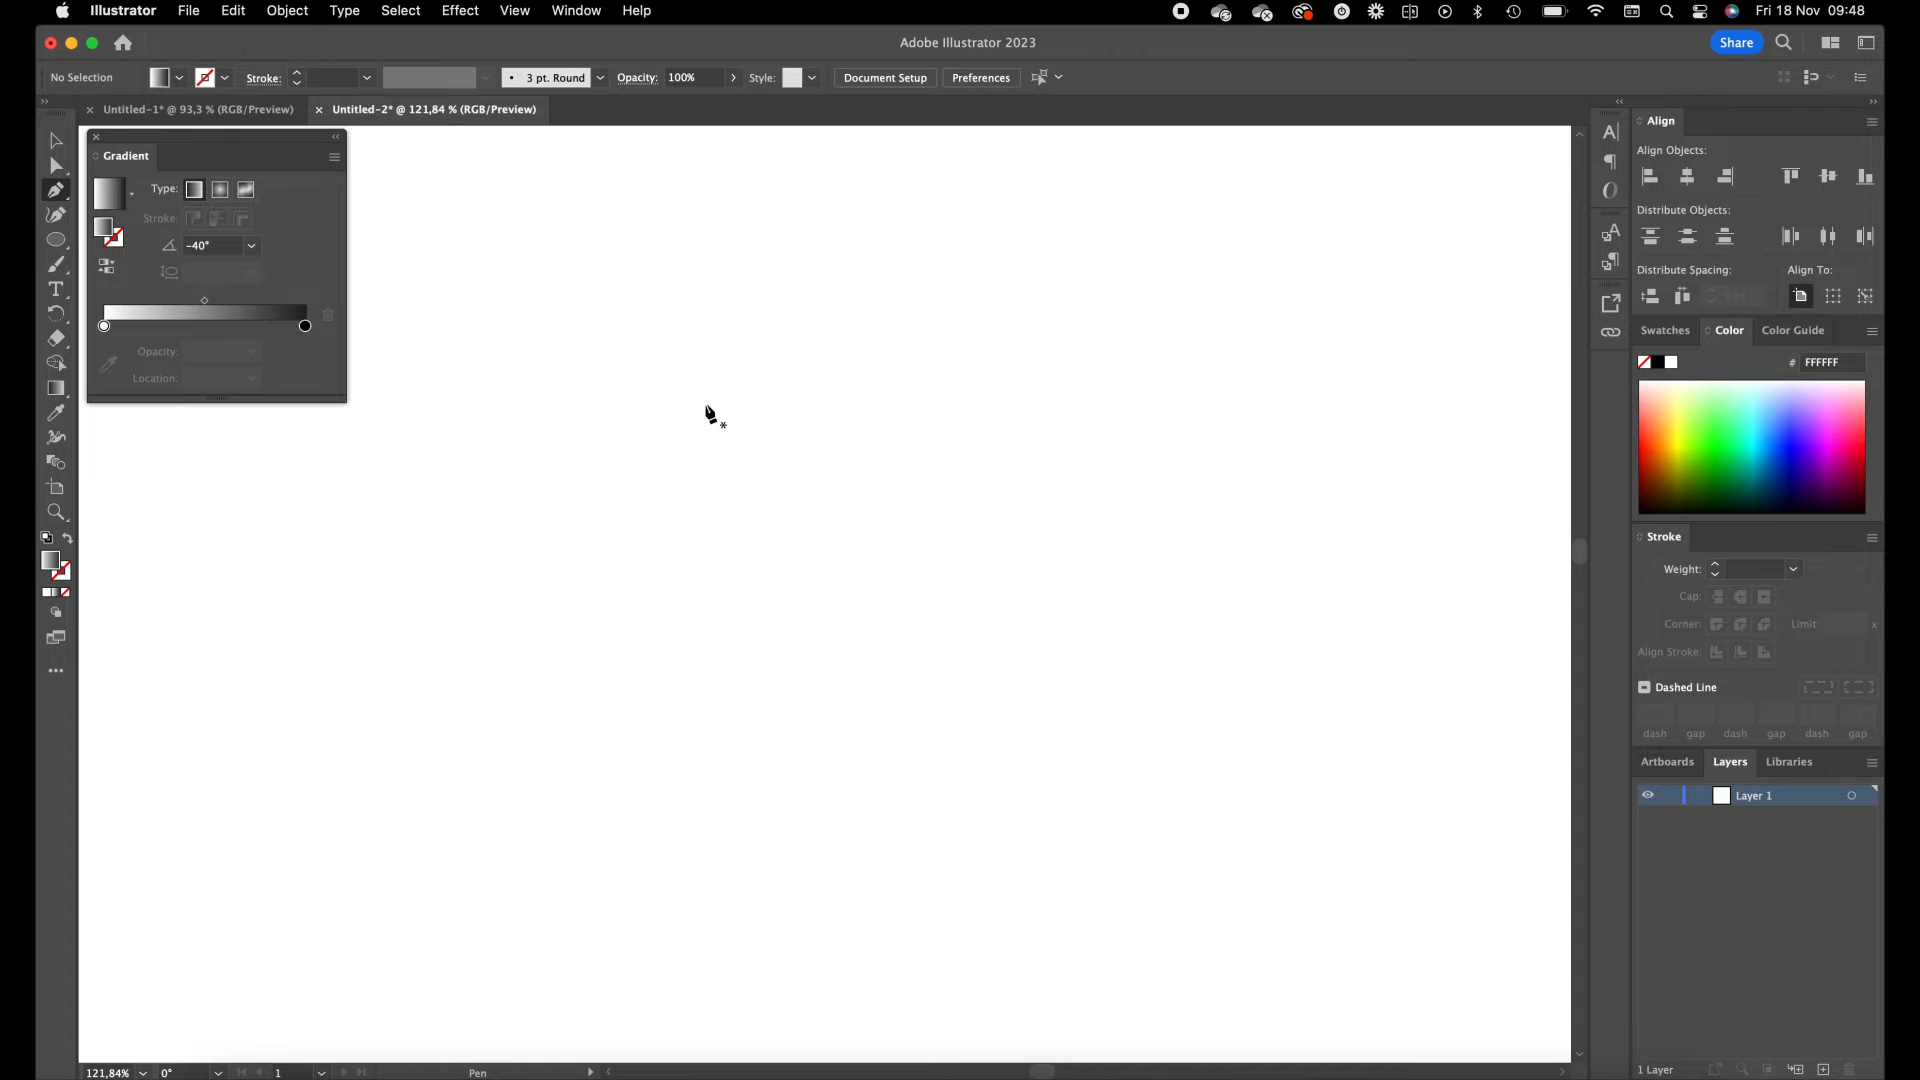 Illustrator File Edit Object Type Select Effect View Window Help Fri 18 Nov 09:48
Adobe Illustrator 2023 Share
No Selection Stroke: 3 pt. Round Opacity: 100% Style: Document Setup Preferences
Untitled-1* @ 93,3 % (RGB/Preview) Untitled-2* @ 121,84 % (RGB/Preview)
Gradient
Type:
Stroke:
-40°
Opacity:
Location:
Align
Align Objects:
Distribute Objects:
Distribute Spacing: Align To:
Swatches Color Color Guide
# FFFFFF
Stroke
Weight:
Cap:
Corner: Limit: x
Align Stroke:
Dashed Line
dash gap dash gap dash gap
Artboards Layers Libraries
Layer 1
1 Layer
121,84% 0° 1 Pen